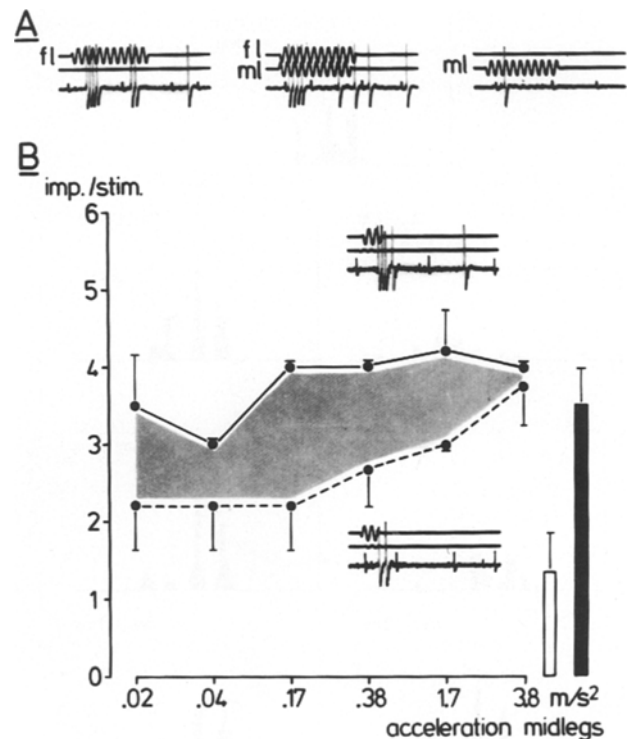 A
fl
fl
ml
ml
B
imp./stim.
6
5
4
3
2
1
0
.02 .04 .17 .38 1.7 3.8 m/s²
acceleration midlegs